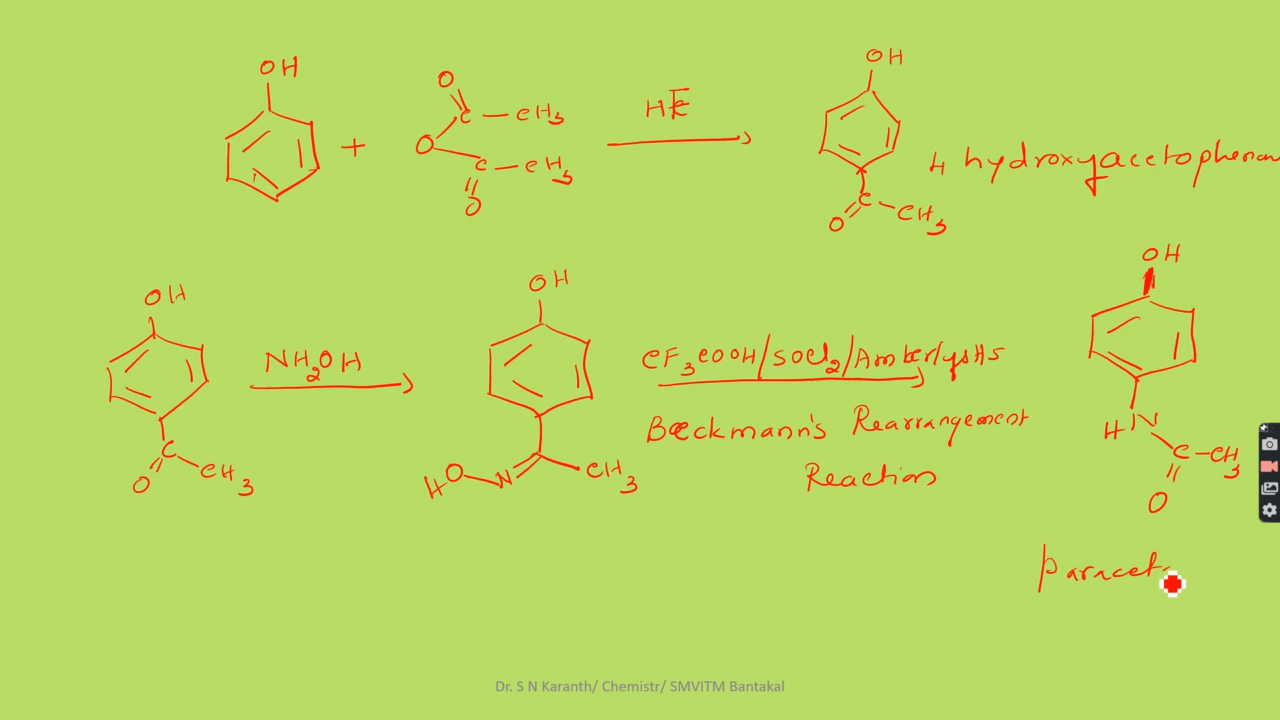 OH
O
C — CH3
O
+
C — CH3
O
HF
OH
C — CH3
O
4 hydroxyacetophenon
OH
C — CH3
O
NH2OH
OH
HO N CH3
CF3COOH/SOCl2/Amberlyst15
Beckmann's Rearrangement
Reaction
OH
H N
C — CH3
O
Paracet
Dr. S N Karanth/ Chemistr/ SMVITM Bantakal